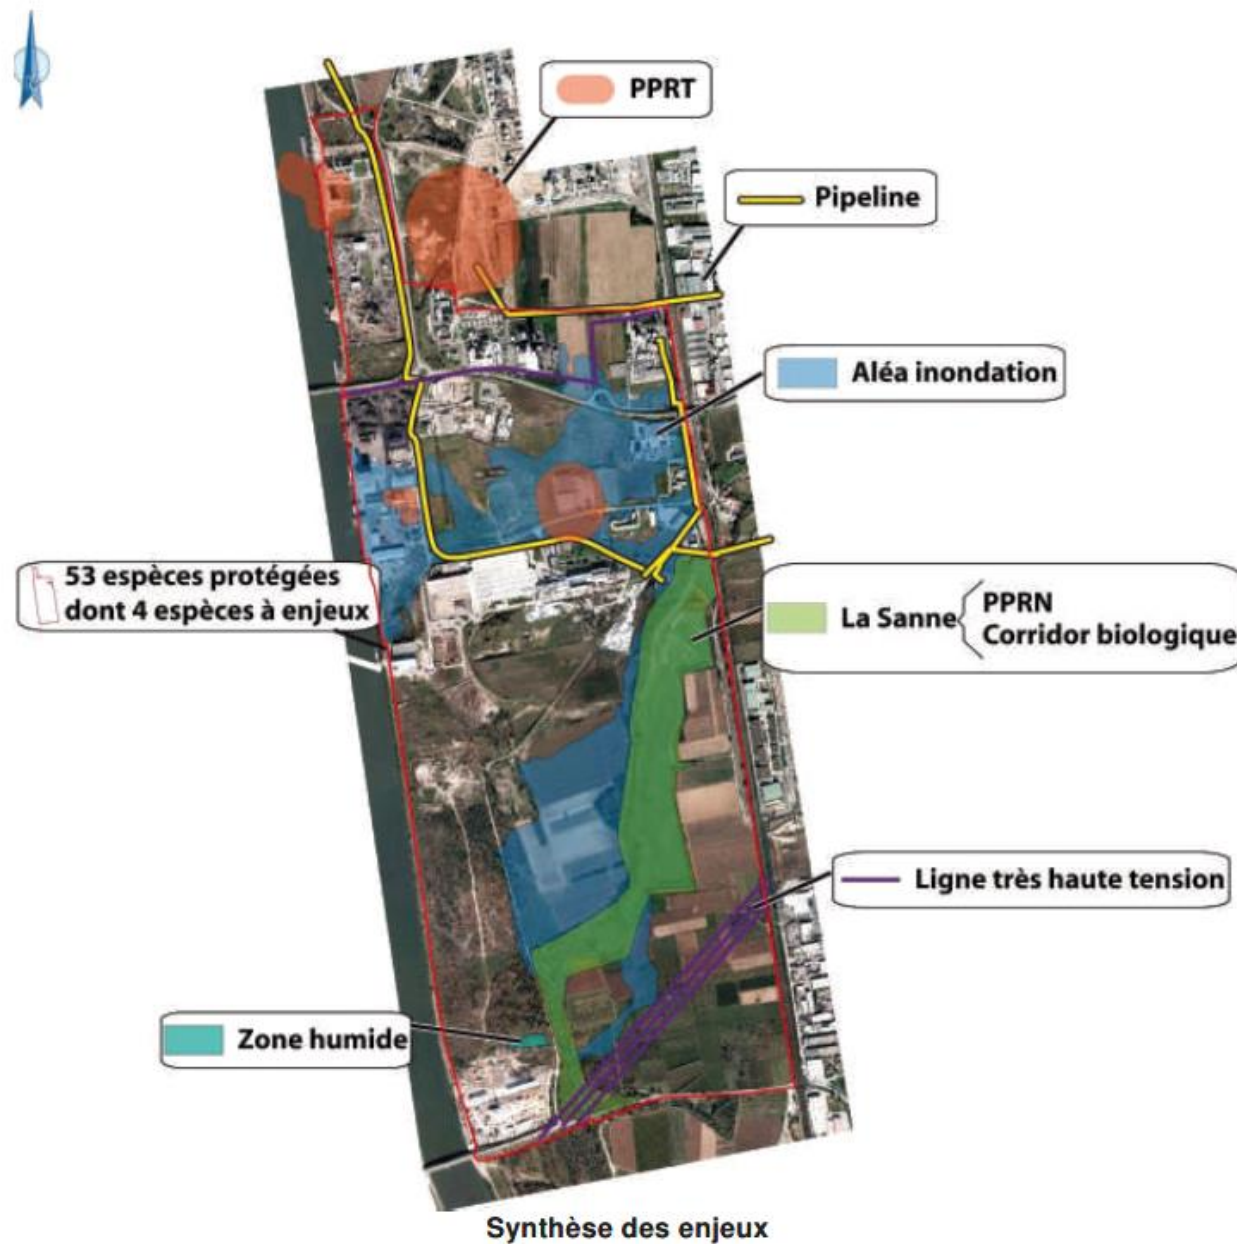 PPRT
Pipeline
Aléa inondation
53 espèces protégées
dont 4 espèces à enjeux
La Sanne
PPRN
Corridor biologique
Ligne très haute tension
Zone humide
Synthèse des enjeux